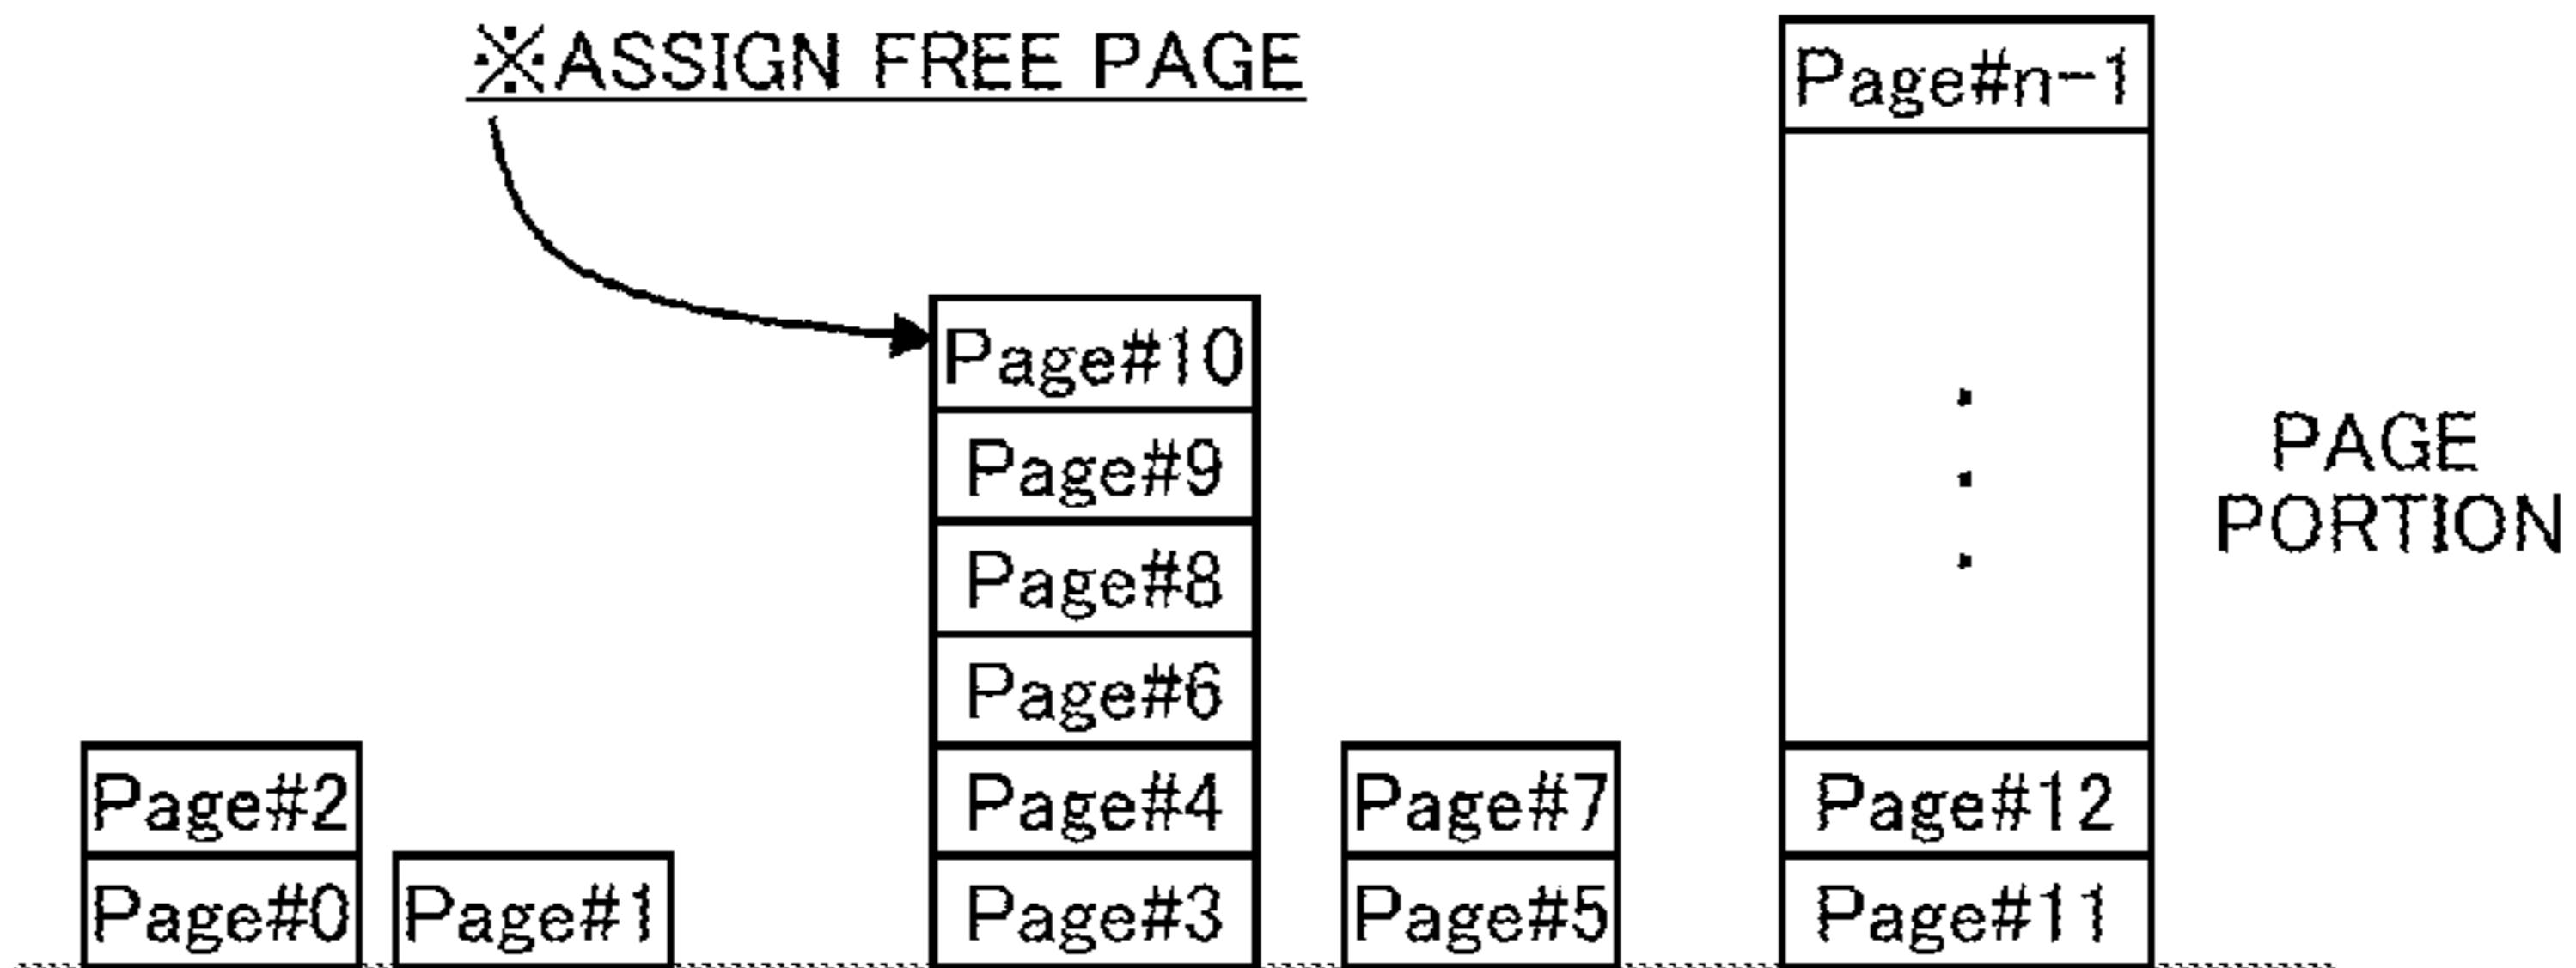 ※ASSIGN FREE PAGE
Page#n-1
Page#10
Page#9
Page#8
Page#6
Page#4
Page#3
Page#2
Page#0
Page#1
Page#7
Page#5
Page#12
Page#11
PAGE
PORTION